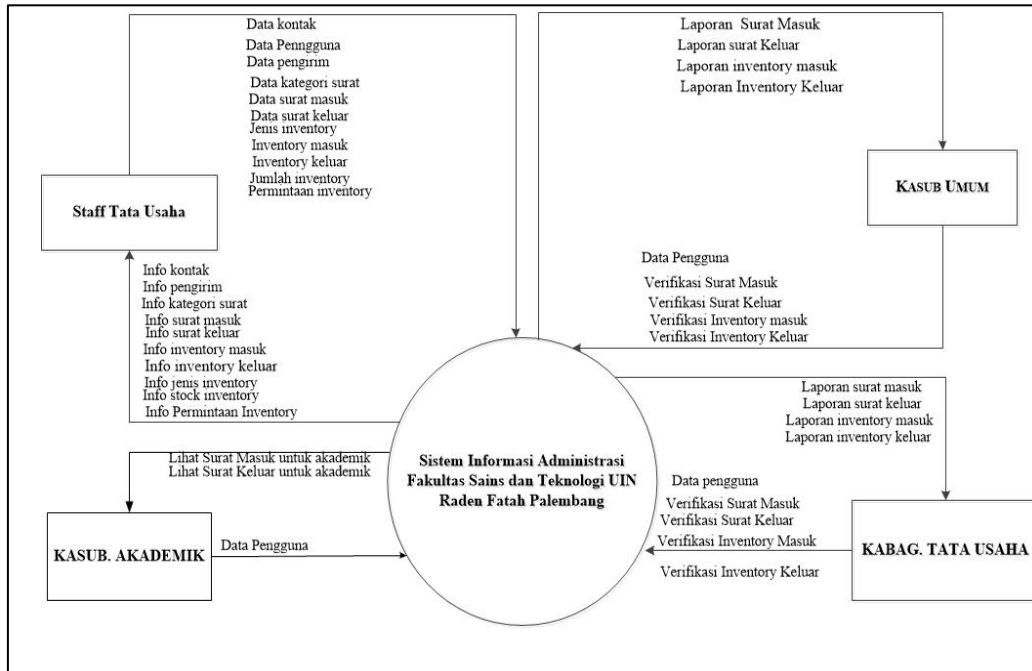 Data kontak
Data Penngguna
Data pengirim
Data kategori surat
Data surat masuk
Data surat keluar
Jenis inventory
Inventory masuk
Inventory keluar
Jumlah inventory
Permintaan inventory
Laporan Surat Masuk
Laporan surat Keluar
Laporan inventory masuk
Laporan Inventory Keluar
Staff Tata Usaha
KASUB UMUM
Info kontak
Info pengirim
Info kategori surat
Info surat masuk
Info surat keluar
Info inventory masuk
Info inventory keluar
Info jenis inventory
Info stock inventory
Info Permintaan Inventory
Data Pengguna
Verifikasi Surat Masuk
Verifikasi Surat Keluar
Verifikasi Inventory masuk
Verifikasi Inventory Keluar
Laporan surat masuk
Laporan surat keluar
Laporan inventory masuk
Laporan inventory keluar
Lihat Surat Masuk untuk akademik
Lihat Surat Keluar untuk akademik
Sistem Informasi Administrasi
Fakultas Sains dan Teknologi UIN
Raden Fatah Palembang
Data pengguna
Verifikasi Surat Masuk
Verifikasi Surat Keluar
Verifikasi Inventory Masuk
Verifikasi Inventory Keluar
KASUB. AKADEMIK
Data Pengguna
KABAG. TATA USAHA